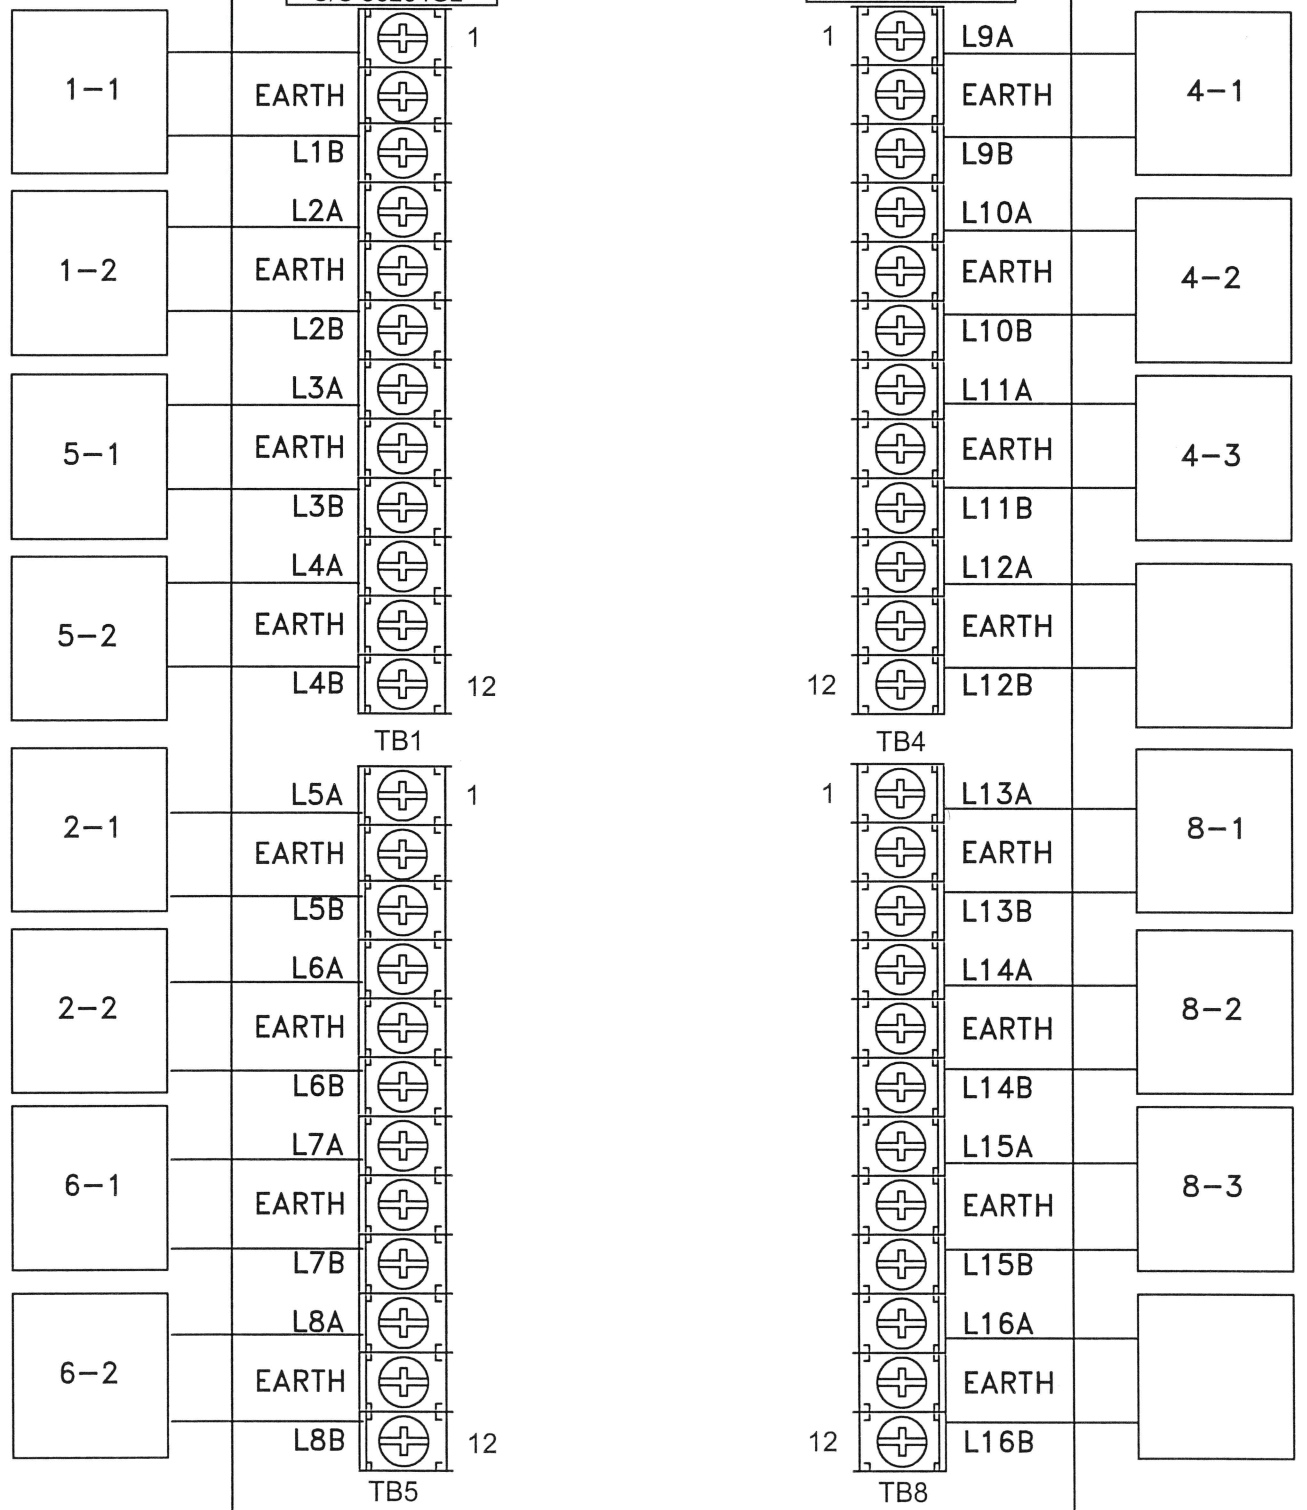 1
1-1
EARTH
L1B
L2A
1-2
EARTH
L2B
L3A
5-1
EARTH
L3B
L4A
5-2
EARTH
L4B
12
TB1
L5A
1
2-1
EARTH
L5B
L6A
2-2
EARTH
L6B
L7A
6-1
EARTH
L7B
L8A
6-2
EARTH
L8B
12
TB5
1
L9A
EARTH
4-1
L9B
L10A
EARTH
4-2
L10B
L11A
EARTH
4-3
L11B
L12A
EARTH
12
L12B
TB4
1
L13A
EARTH
8-1
L13B
L14A
EARTH
8-2
L14B
L15A
EARTH
8-3
L15B
L16A
EARTH
12
L16B
TB8